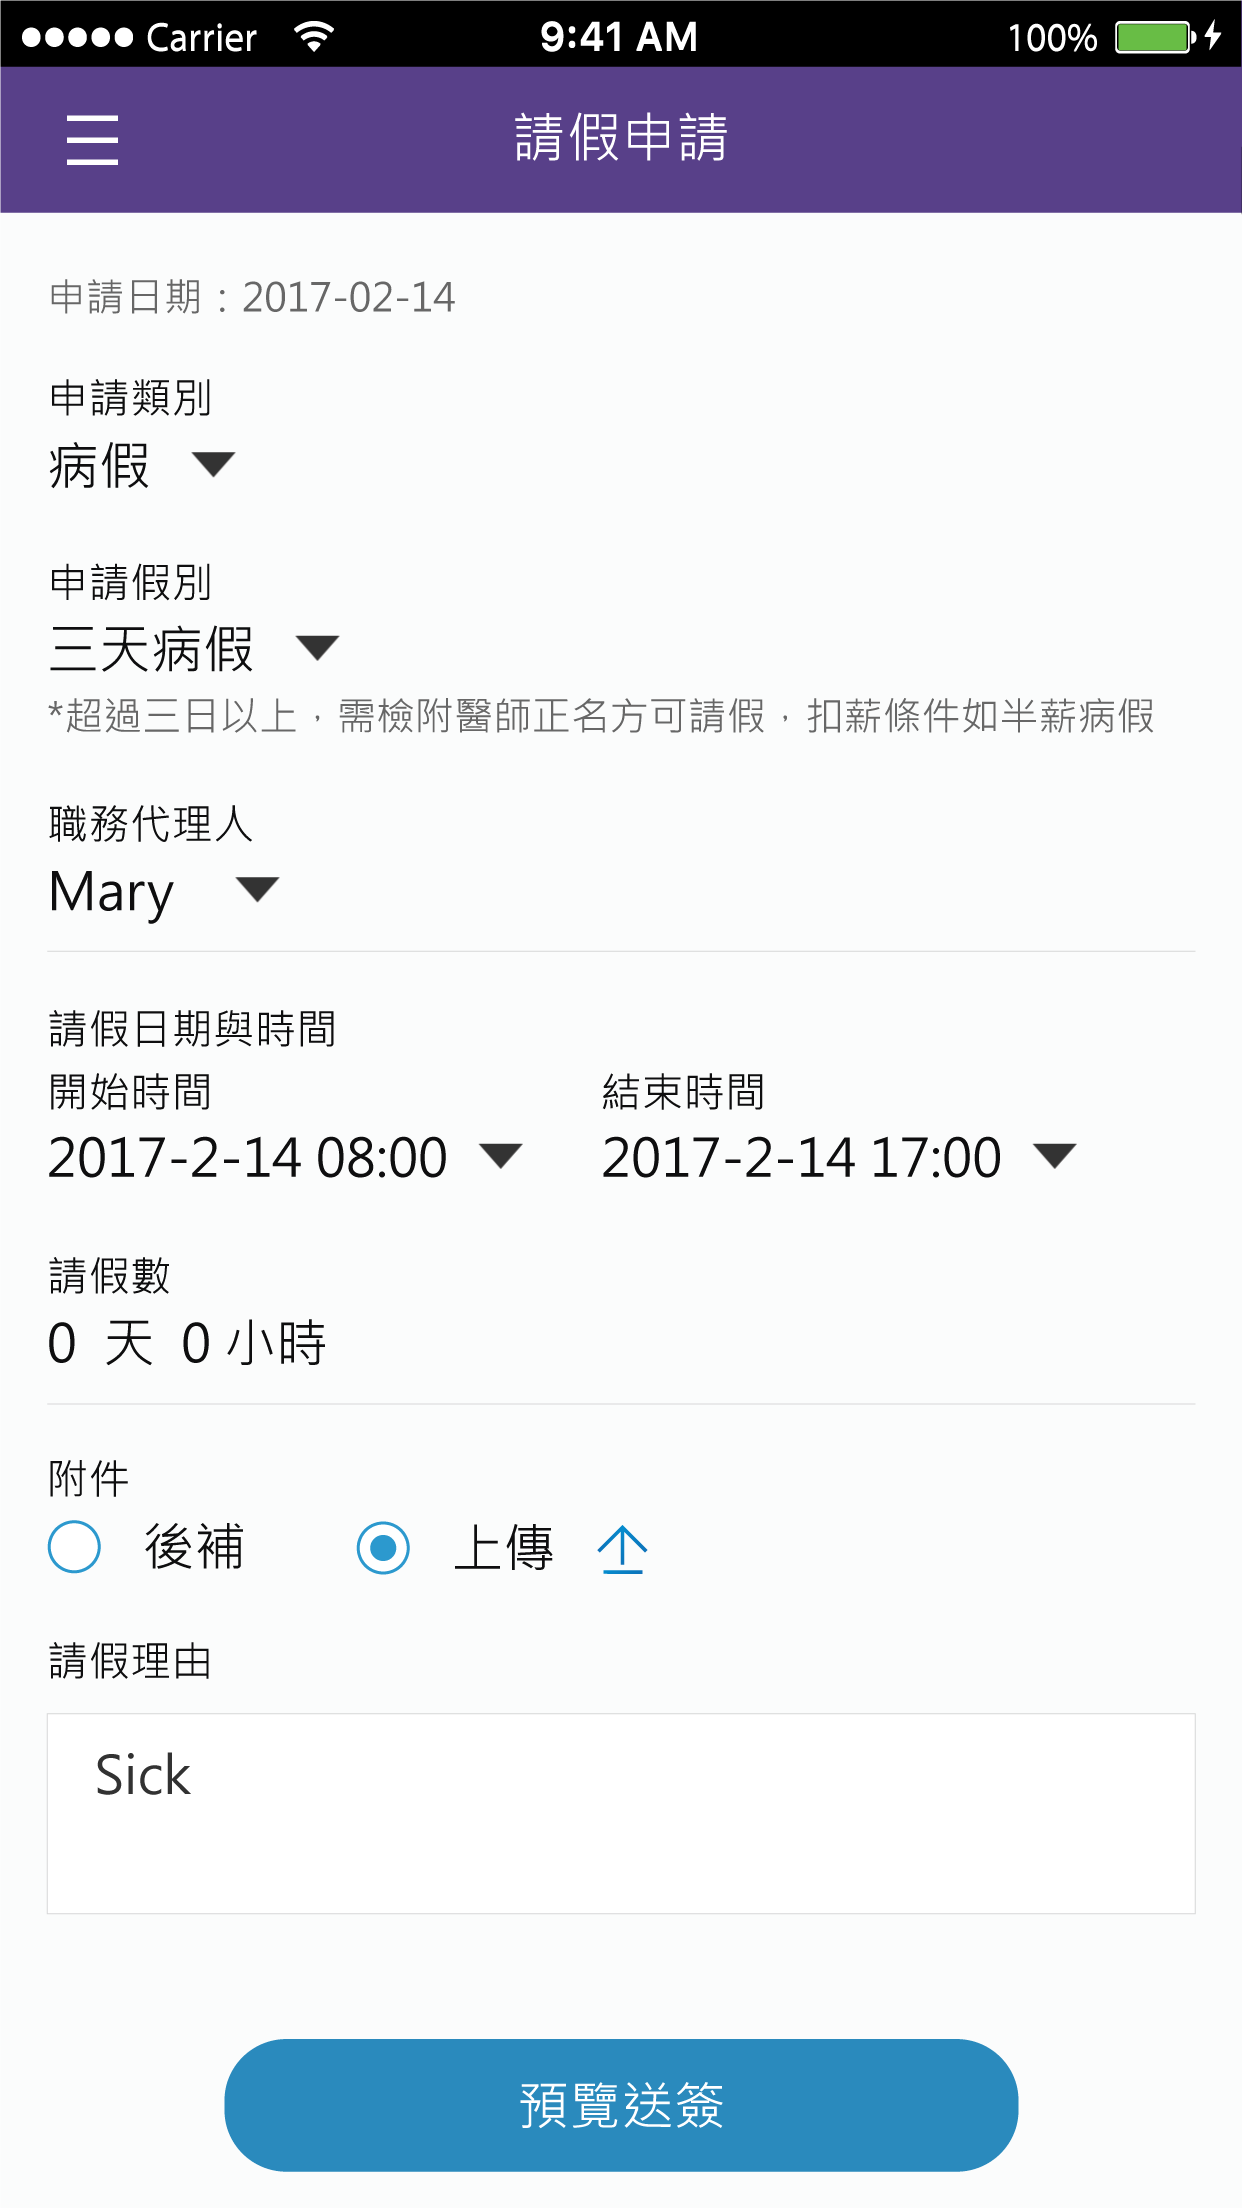 Carrier 9:41 AM 100%
請假申請
申請日期：2017-02-14
申請類別
病假
申請假別
三天病假
*超過三日以上，需檢附醫師正名方可請假，扣薪條件如半薪病假
職務代理人
Mary
請假日期與時間
開始時間 結束時間
2017-2-14 08:00 2017-2-14 17:00
請假數
0 天 0 小時
附件
後補 上傳
請假理由
Sick
預覽送簽